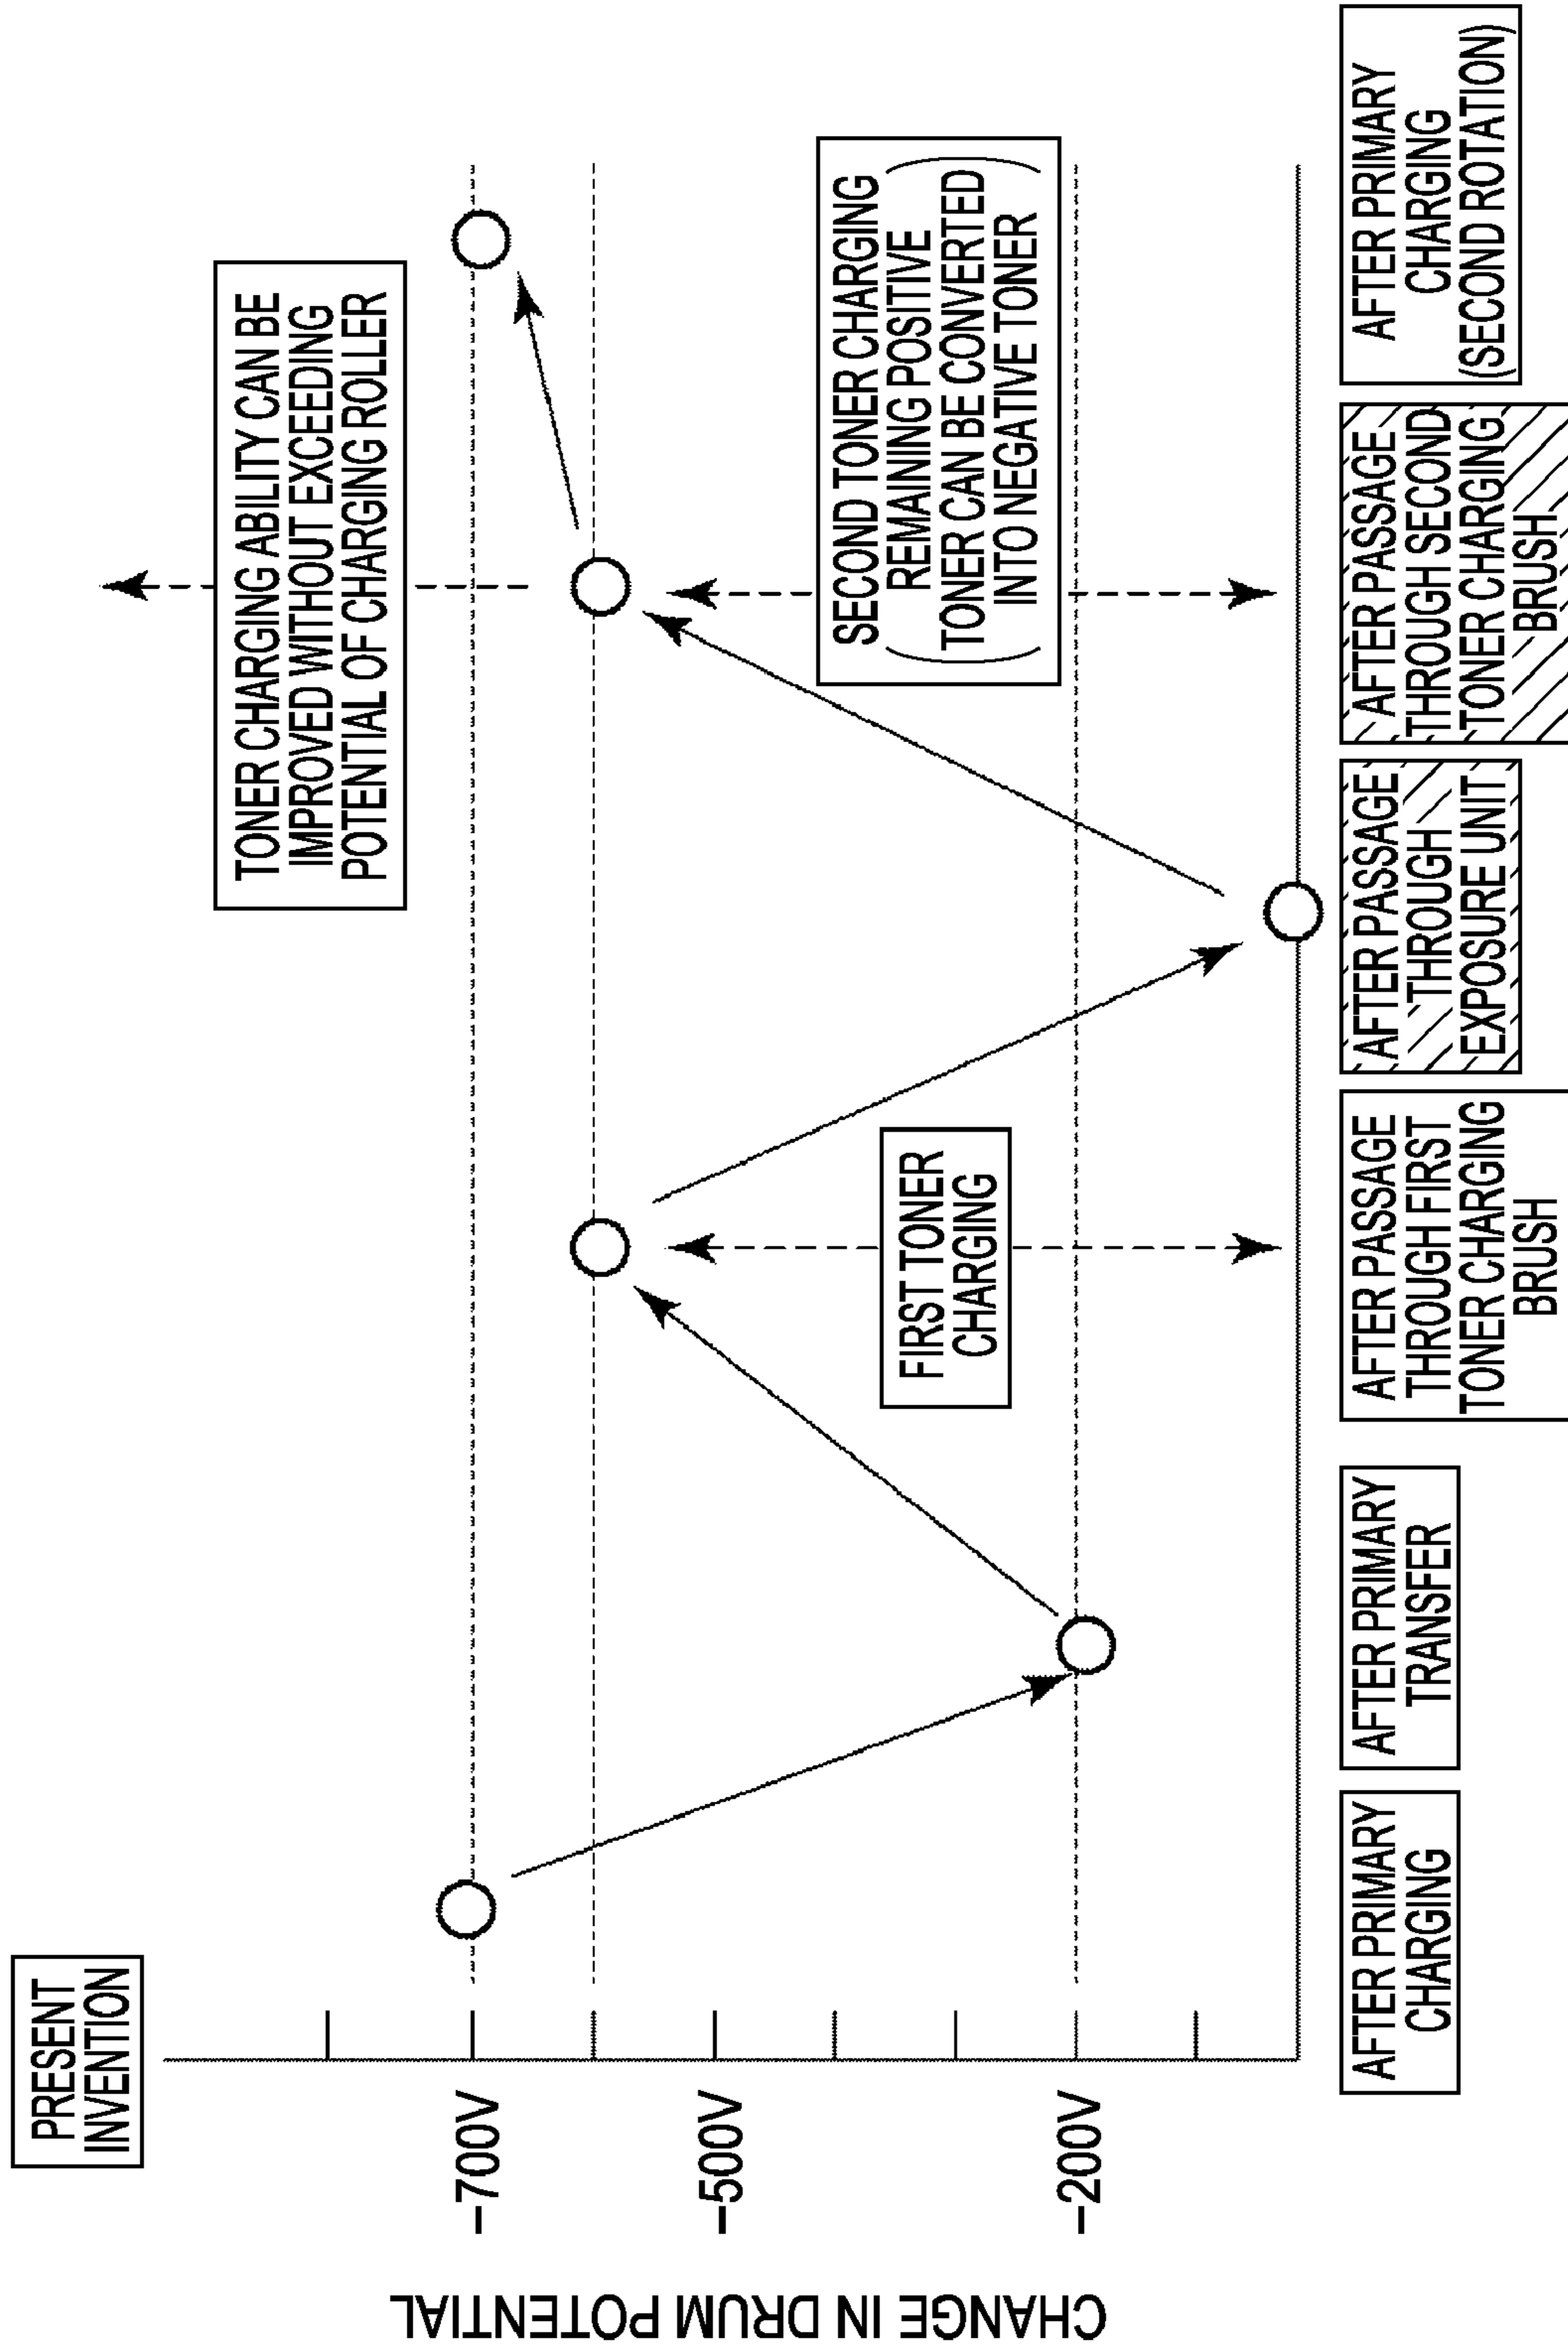 PRESENT
INVENTION
CHANGE IN DRUM POTENTIAL
-700V
-500V
-200V
TONER CHARGING ABILITY CAN BE
IMPROVED WITHOUT EXCEEDING
POTENTIAL OF CHARGING ROLLER
FIRST TONER
CHARGING
SECOND TONER CHARGING
(REMAINING POSITIVE
TONER CAN BE CONVERTED
INTO NEGATIVE TONER)
AFTER PRIMARY
CHARGING
AFTER PRIMARY
TRANSFER
AFTER PASSAGE
THROUGH FIRST
TONER CHARGING
BRUSH
AFTER PASSAGE
THROUGH
EXPOSURE UNIT
AFTER PASSAGE
THROUGH SECOND
TONER CHARGING
BRUSH
AFTER PRIMARY
CHARGING
(SECOND ROTATION)